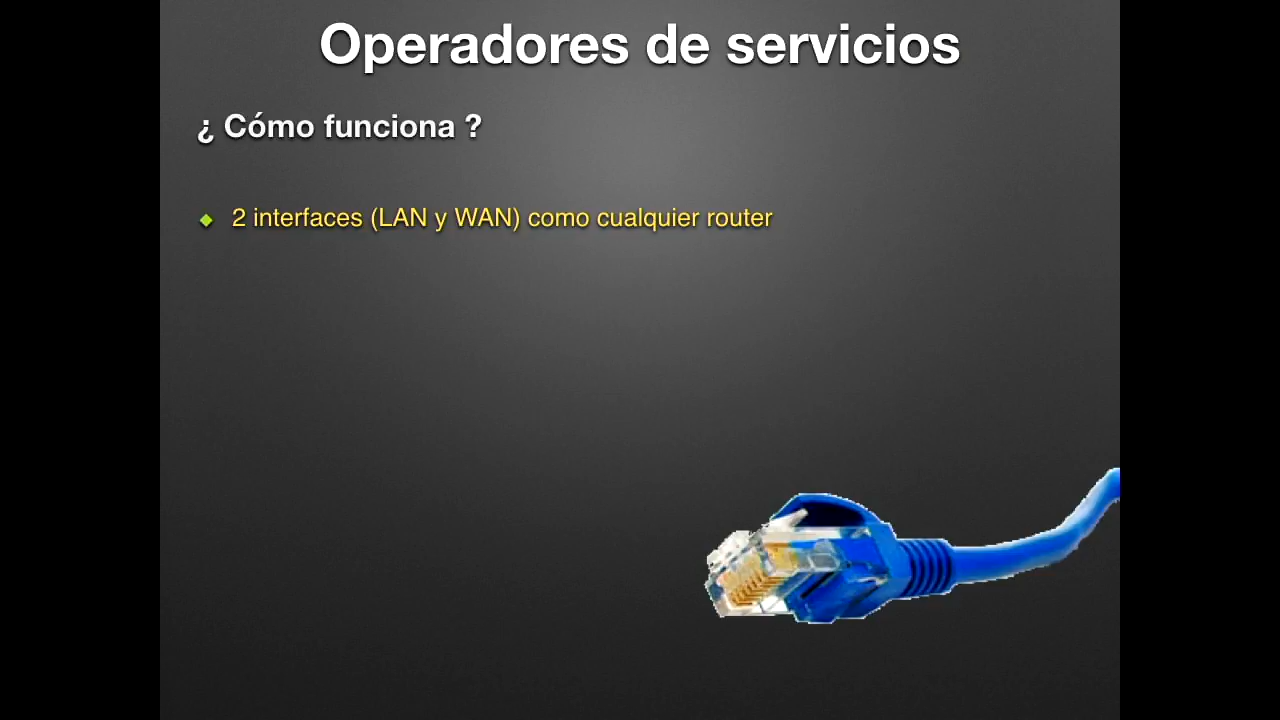 Operadores de servicios
¿ Cómo funciona ?
2 interfaces (LAN y WAN) como cualquier router